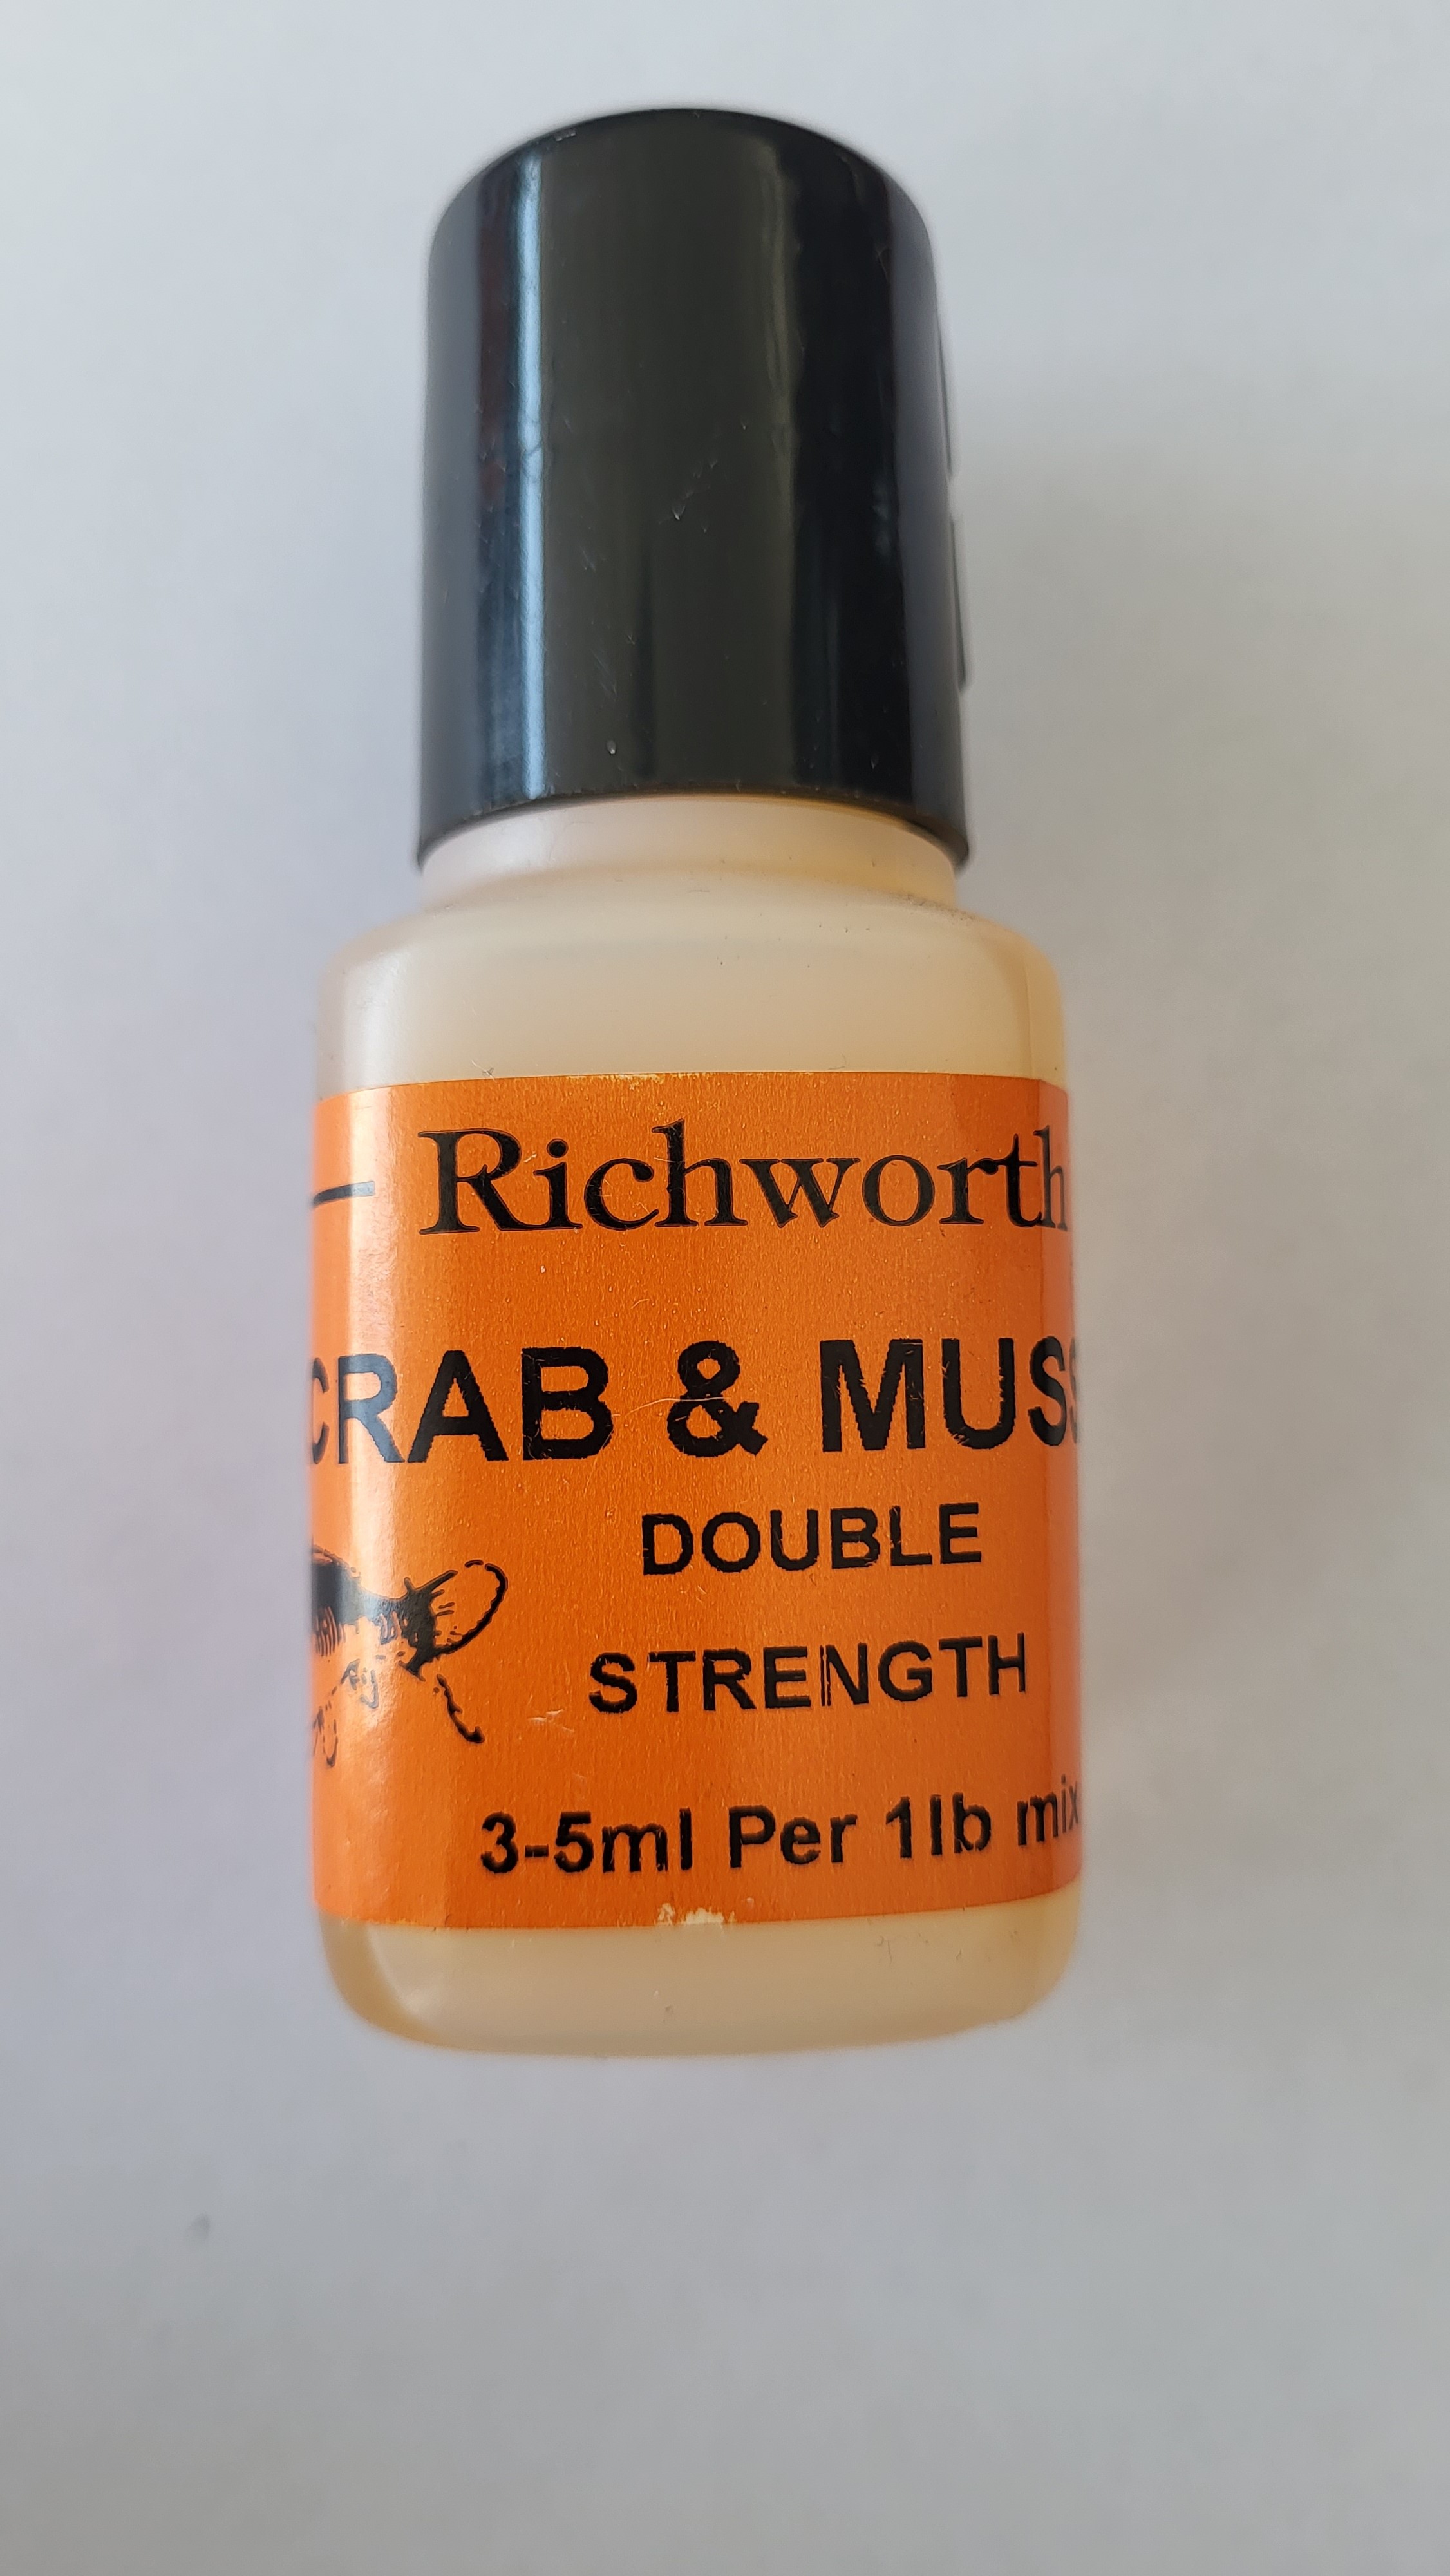 Richworth
CRAB & MUSS
DOUBLE
STRENGTH
3-5ml Per 1lb mix